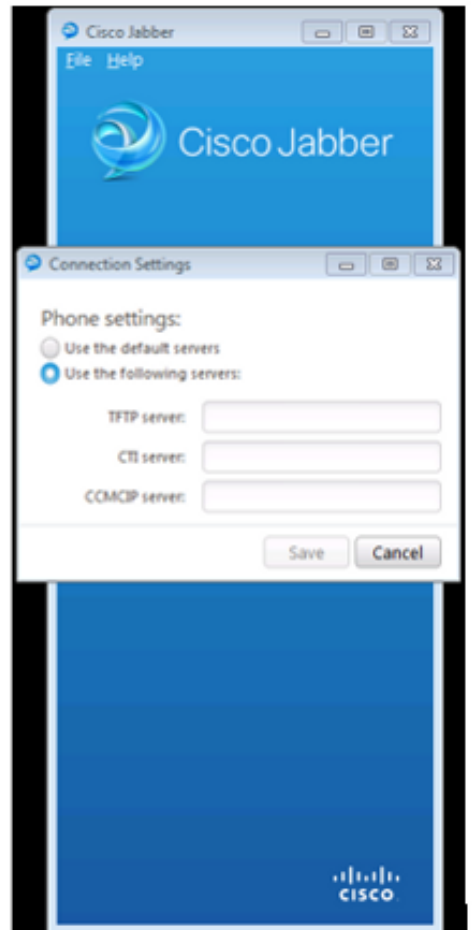 Cisco Jabber
File Help
Cisco Jabber
Connection Settings
Phone settings:
Use the default servers
Use the following servers:
TFTP server:
CTI server:
CCMCIP server:
Save Cancel
CISCO